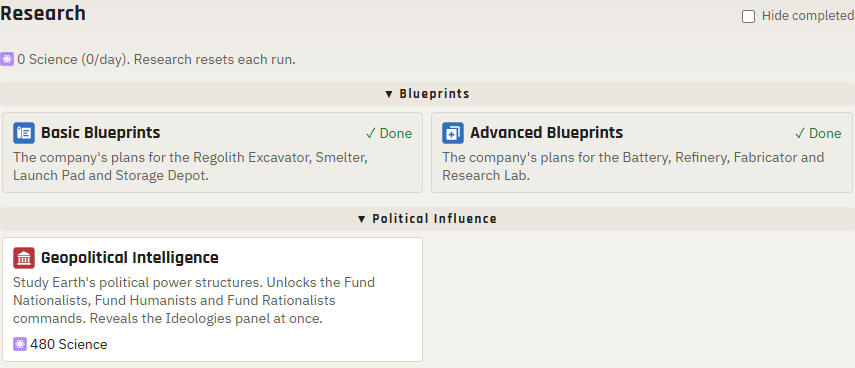 Research
Hide completed
0 Science (0/day). Research resets each run.
▼ Blueprints
Basic Blueprints
✓ Done
The company's plans for the Regolith Excavator, Smelter,
Launch Pad and Storage Depot.
Advanced Blueprints
✓ Done
The company's plans for the Battery, Refinery, Fabricator and
Research Lab.
▼ Political Influence
Geopolitical Intelligence
Study Earth's political power structures. Unlocks the Fund
Nationalists, Fund Humanists and Fund Rationalists
commands. Reveals the Ideologies panel at once.
480 Science